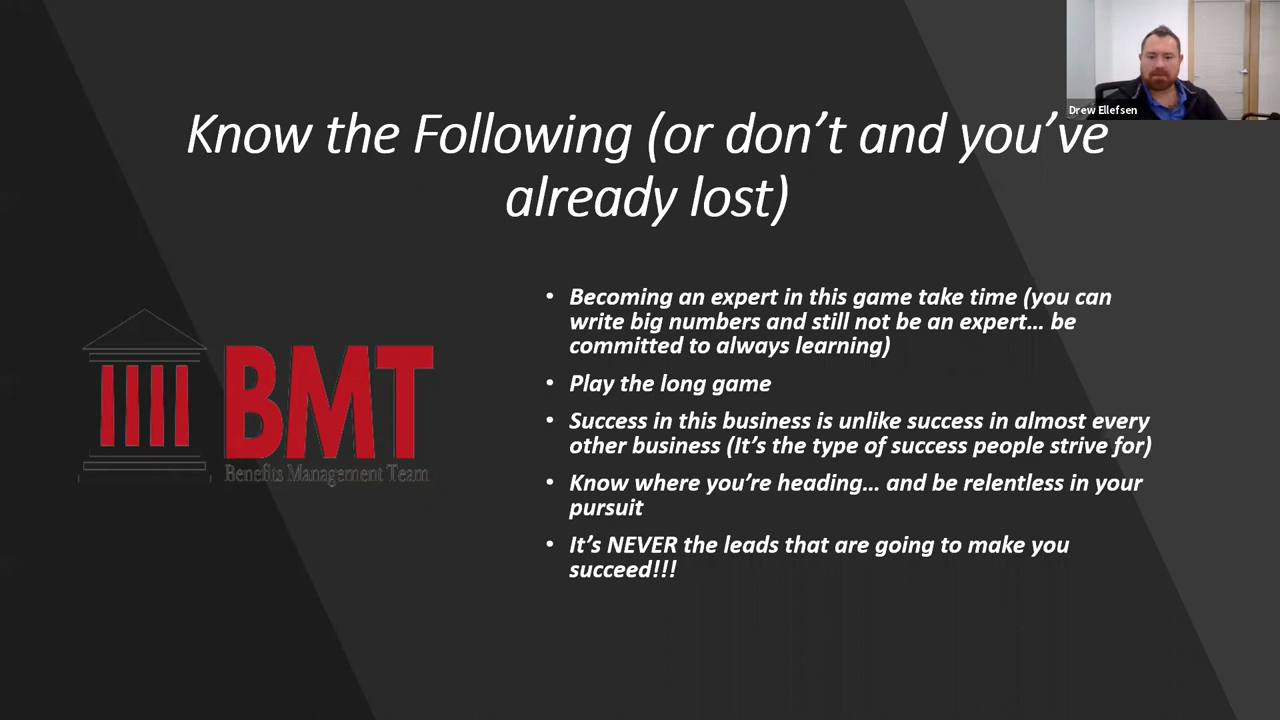 Drew Ellefsen
Know the Following (or don't and you've
already lost)
• Becoming an expert in this game take time (you can
write big numbers and still not be an expert... be
committed to always learning)
• Play the long game
• Success in this business is unlike success in almost every
other business (It's the type of success people strive for)
• Know where you're heading... and be relentless in your
pursuit
• It's NEVER the leads that are going to make you
succeed!!!
BMT
Benefits Management Team